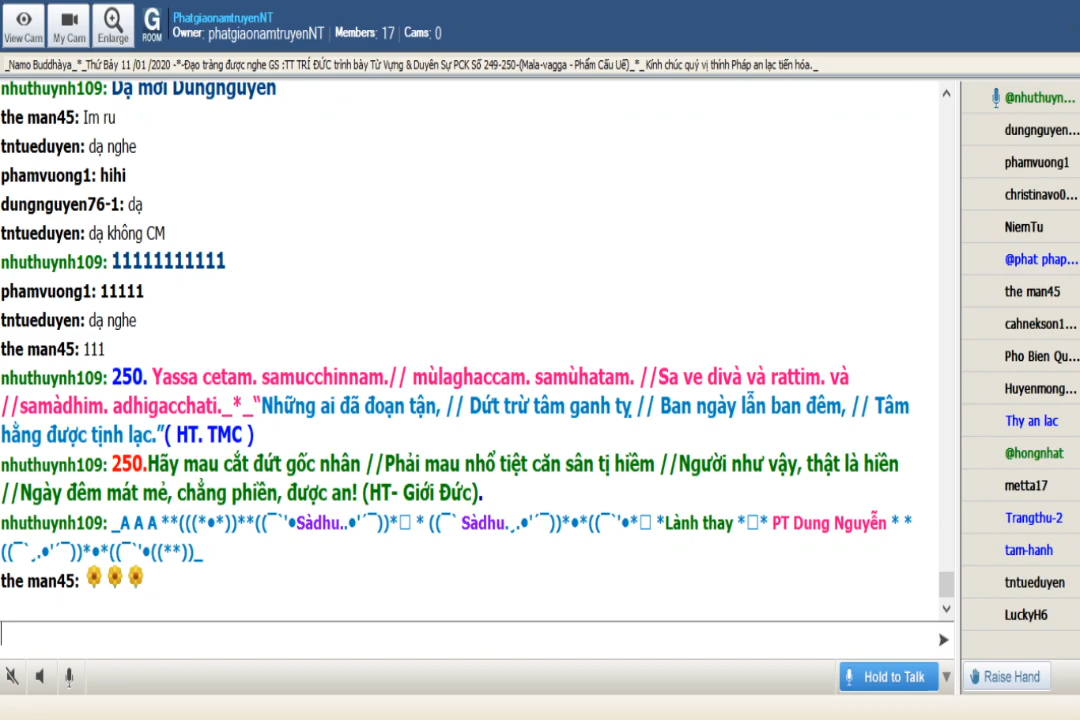 View Cam
My Cam
Enlarge
G ROOM
PhatgiaonamtruyenNT
Owner: phatgiaonamtruyenNT | Members: 17 | Cams: 0
_Namo Buddhàya_*_Thứ Bảy 11 /01 /2020 -*-Đạo tràng được nghe GS :TT TRÍ ĐỨC trình bày Từ Vựng & Duyên Sự PCK Số 249-250-(Mala-vagga - Phẩm Cấu Uế)_*_ Kính chúc quý vị thính Pháp an lạc tiến hóa._
nhuthuynh109: Dạ mời Dungnguyen
the man45: Im ru
tntueduyen: dạ nghe
phamvuong1: hihi
dungnguyen76-1: dạ
tntueduyen: dạ không CM
nhuthuynh109: 11111111111
phamvuong1: 11111
tntueduyen: dạ nghe
the man45: 111
nhuthuynh109: 250. Yassa cetam. samucchinnam.// mùlaghaccam. samùhatam. //Sa ve divà và rattim. và
//samàdhim. adhigacchati._*_“Những ai đã đoạn tận, // Dứt trừ tâm ganh tỵ // Ban ngày lẫn ban đêm, // Tâm
hằng được tịnh lạc.”( HT. TMC )
nhuthuynh109: 250.Hãy mau cắt đứt gốc nhân //Phải mau nhổ tiệt căn sân tị hiềm //Người như vậy, thật là hiền
//Ngày đêm mát mẻ, chẳng phiền, được an! (HT- Giới Đức).
nhuthuynh109: _A A A **(((*•*))**((¯`'•Sàdhu..•'´¯))*□ * ((¯` Sàdhu.¸.•'´¯))*•*((¯`'•*□ *Lành thay *□* PT Dung Nguyễn * *
((¯`¸.•'´¯))*•*((¯`'•((**))_
the man45: 🌻🌻🌻
@nhuthuyn...
dungnguyen...
phamvuong1
christinavo0...
NiemTu
@phat phap...
the man45
cahnekson1...
Pho Bien Qu...
Huyenmong...
Thy an lac
@hongnhat
metta17
Trangthu-2
tam-hanh
tntueduyen
LuckyH6
Hold to Talk
Raise Hand